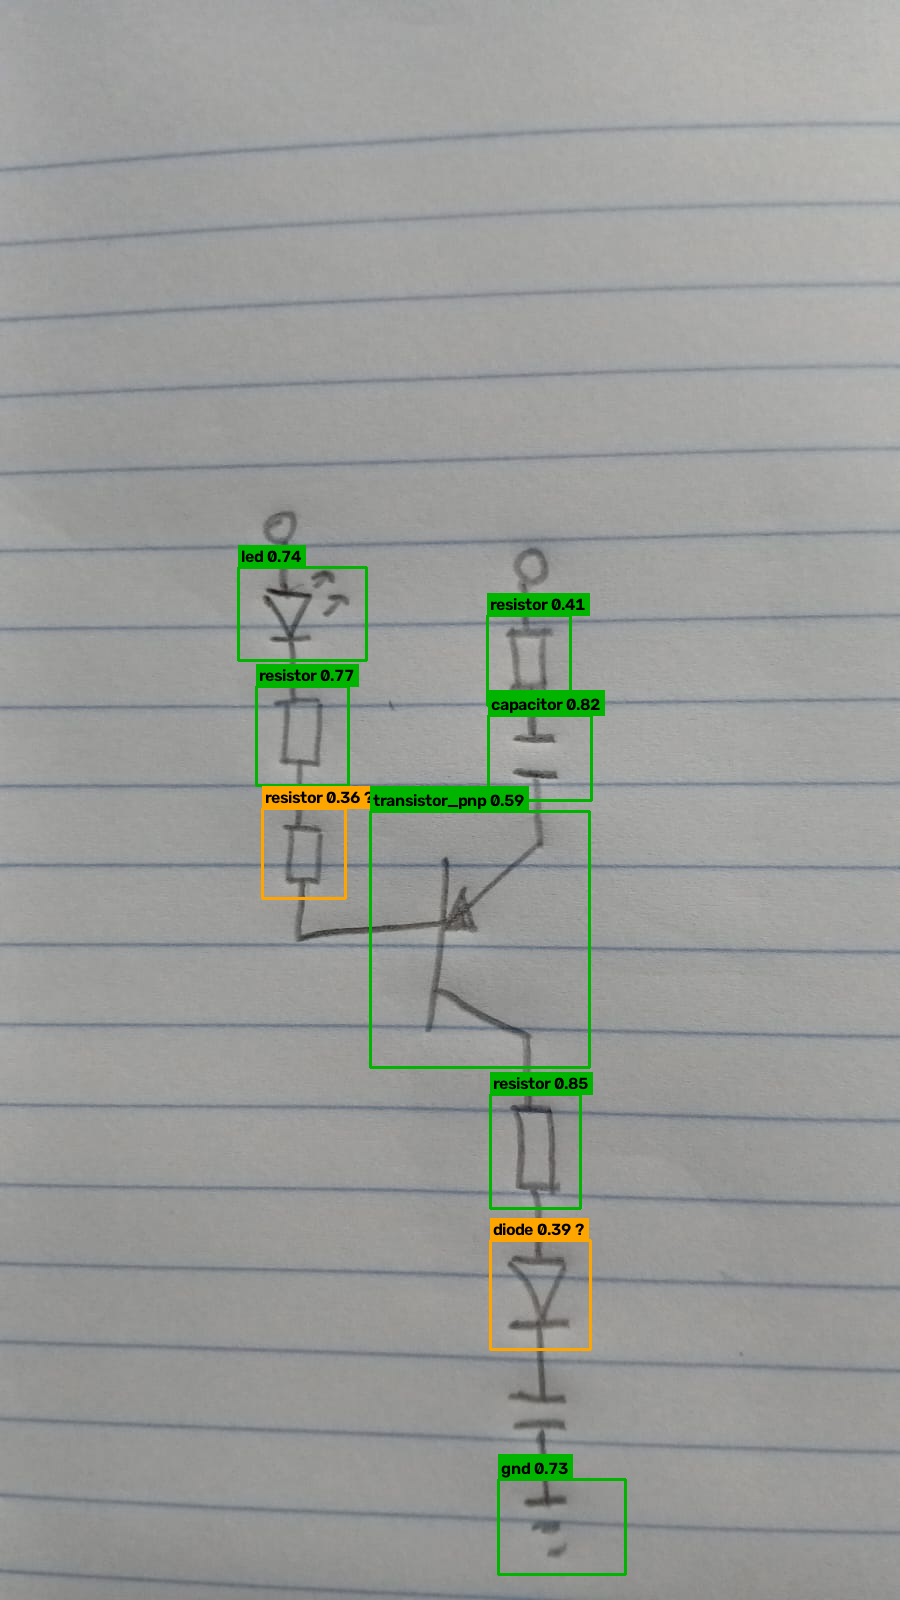 led 0.74
resistor 0.41
resistor 0.77
capacitor 0.82
resistor 0.36 ?
transistor_pnp 0.59
resistor 0.85
diode 0.39 ?
gnd 0.73